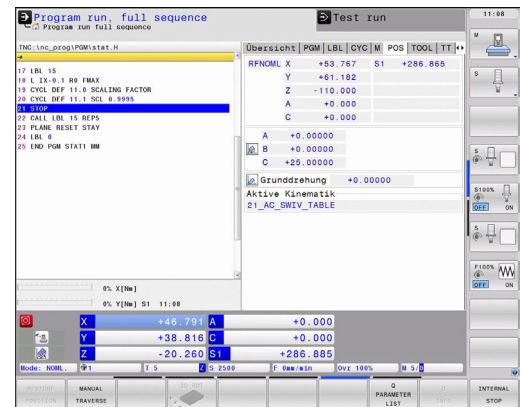 Program run, full sequence
Program run full sequence
Test run
11:08
TNC:\nc_prog\PGM\stat.H
→
17 LBL 15
18 L IX-0.1 R0 FMAX
19 CYCL DEF 11.0 SCALING FACTOR
20 CYCL DEF 11.1 SCL 0.9995
21 STOP
22 CALL LBL 15 REP5
23 PLANE RESET STAY
24 LBL 0
25 END PGM STAT1 MM
0% X[Nm]
0% Y[Nm] S1 11:08
Übersicht PGM LBL CYC M POS TOOL TT
RFNOML X +53.767 S1 +286.865
Y +61.182
Z -110.000
A +0.000
C +0.000
A +0.00000
B +0.00000
C +25.00000
Grunddrehung +0.00000
Aktive Kinematik
21_AC_SWIV_TABLE
X +46.791 A +0.000
Y +38.816 C +0.000
Z -20.260 S1 +286.885
Mode: NOML. 1 T 5 Z S 2500 F 0mm/min Ovr 100% M 5/8
M
S
S
S100%
OFF ON
S
F100%
OFF ON
RESTORE POSITION
MANUAL TRAVERSE
3D ROT
Q PARAMETER LIST
INFO
INTERNAL STOP